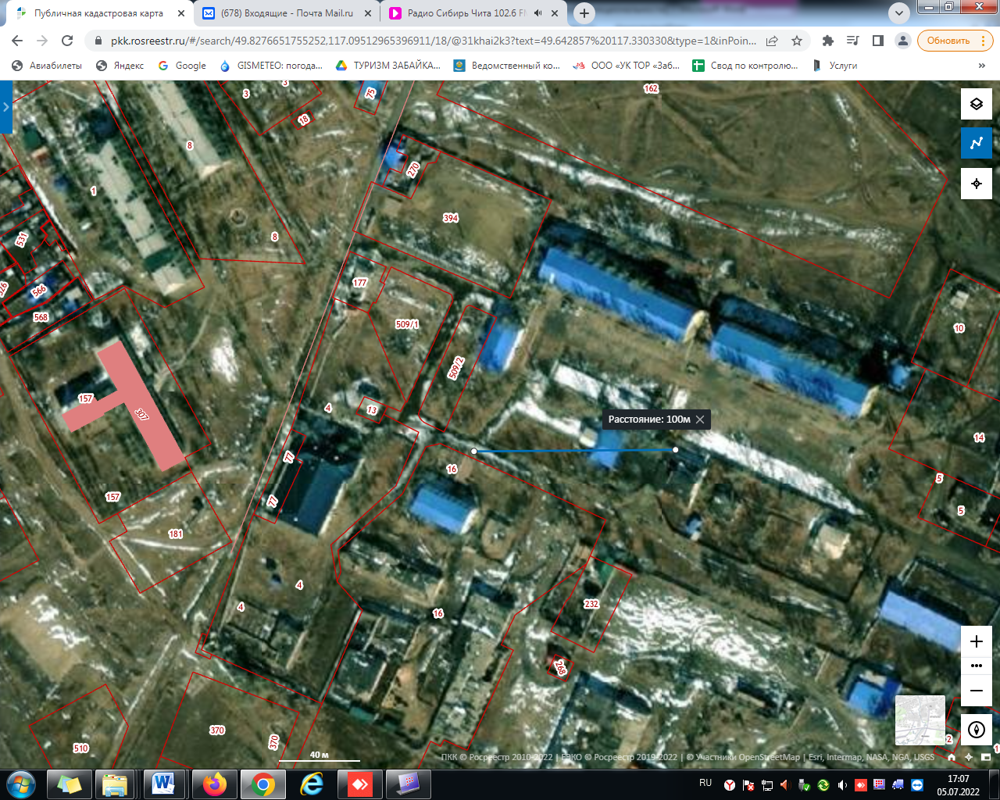 Публичная кадастровая карта
(678) Входящие - Почта Mail.ru
Радио Сибирь Чита 102.6 F
pkk.rosreestr.ru/#/search/49.8276651755252,117.09512965396911/18/@31khai2k3?text=49.642857%20117.330330&type=1&inPoin...
Обновить
Авиабилеты
Яндекс
Google
GISMETEO: погода...
ТУРИЗМ ЗАБАЙКА...
Ведомственный ко...
ООО «УК ТОР «Заб...
Свод по контролю...
Услуги
»
3
3
75
162
18
8
1
270
394
8
531
177
566
568
509/1
10
509/2
157
307
4
13
Расстояние: 100м
14
77
16
5
157
77
5
181
4
4
232
16
268
370
370
510
2
1
40 м
ПКК © Росреестр 2010-2022 | ЕЭКО © Росреестр 2019-2022 | © Участники OpenStreetMap | Esri, Intermap, NASA, NGA, USGS
RU
17:07
05.07.2022